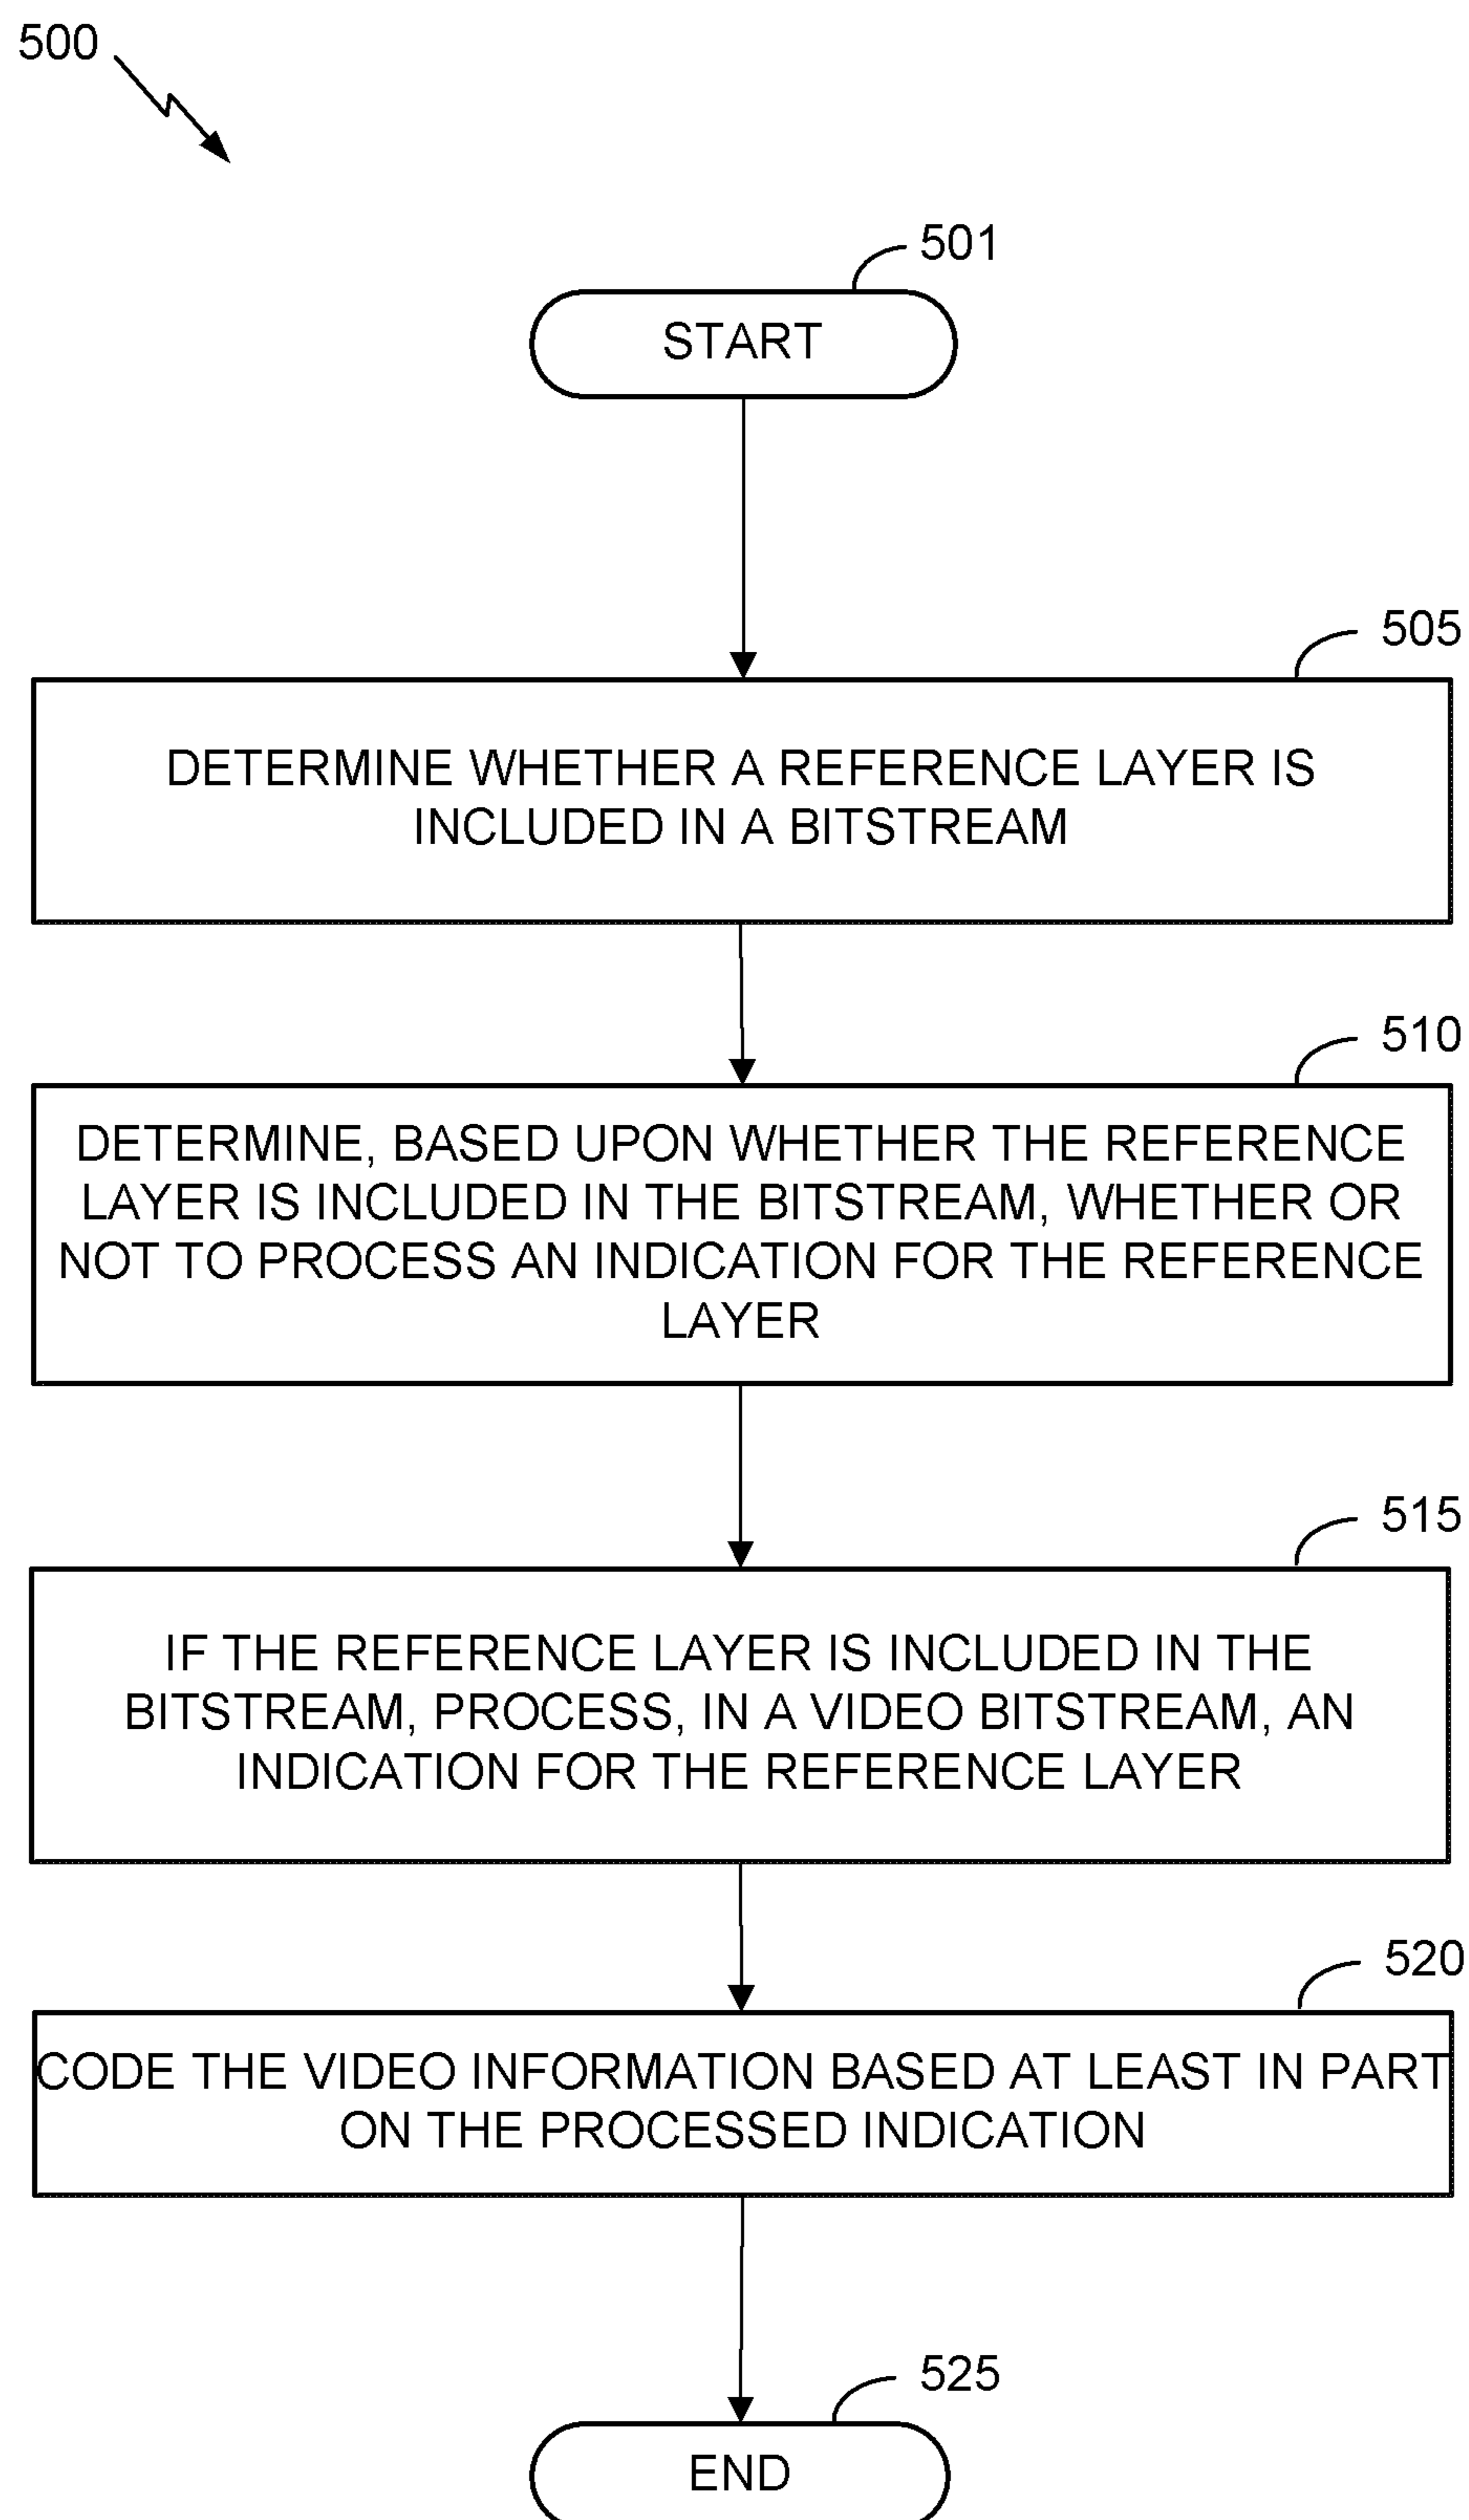 500
501
START
505
DETERMINE WHETHER A REFERENCE LAYER IS
INCLUDED IN A BITSTREAM
510
DETERMINE, BASED UPON WHETHER THE REFERENCE
LAYER IS INCLUDED IN THE BITSTREAM, WHETHER OR
NOT TO PROCESS AN INDICATION FOR THE REFERENCE
LAYER
515
IF THE REFERENCE LAYER IS INCLUDED IN THE
BITSTREAM, PROCESS, IN A VIDEO BITSTREAM, AN
INDICATION FOR THE REFERENCE LAYER
520
CODE THE VIDEO INFORMATION BASED AT LEAST IN PART
ON THE PROCESSED INDICATION
525
END